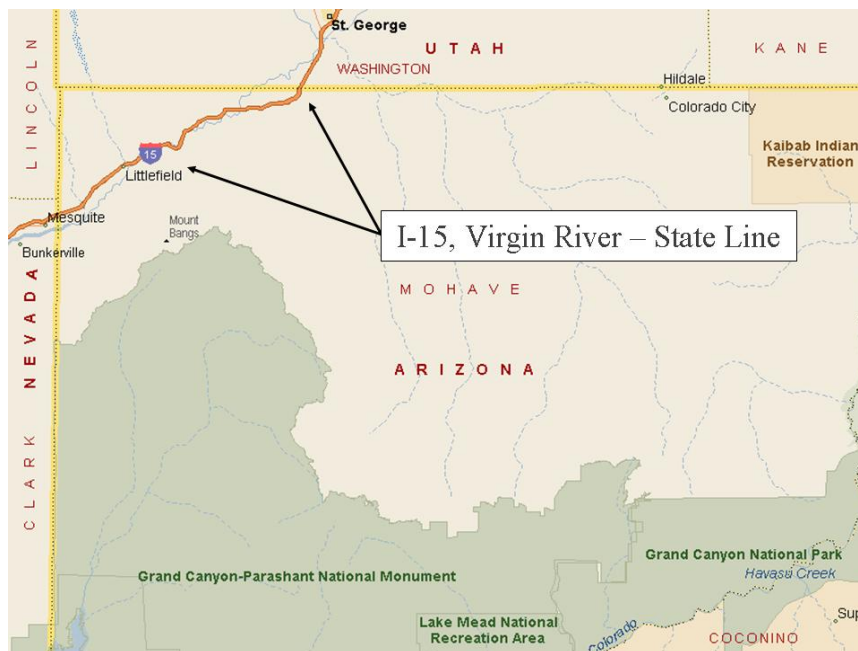 St. George
UTAH
KANE
WASHINGTON
LINCOLN
Hildale
Colorado City
Kaibab Indian
Reservation
15
Littlefield
Mesquite
Mount
Bangs
Bunkerville
I-15, Virgin River – State Line
MOHAVE
NEVADA
ARIZONA
CLARK
Grand Canyon National Park
Grand Canyon-Parashant National Monument
Havasu Creek
Lake Mead National
Recreation Area
Colorado
Sup
COCONINO